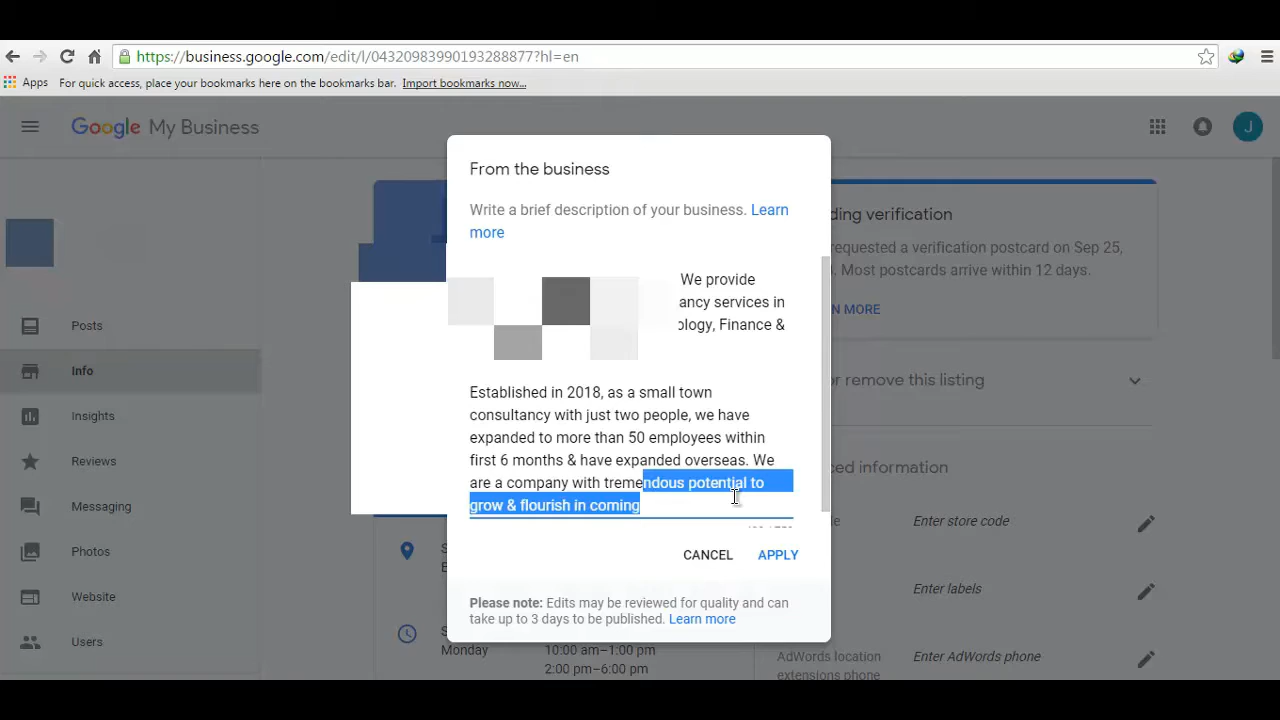 https://business.google.com/edit/l/04320983990193288877?hl=en
Apps For quick access, place your bookmarks here on the bookmarks bar. Import bookmarks now...
Google My Business
J
Posts
Info
Insights
Reviews
Messaging
Photos
Website
Users
From the business
Write a brief description of your business. Learn
more
We provide
ancy services in
ology, Finance &
Established in 2018, as a small town
consultancy with just two people, we have
expanded to more than 50 employees within
first 6 months & have expanded overseas. We
are a company with tremendous potential to
grow & flourish in coming
CANCEL APPLY
Please note: Edits may be reviewed for quality and can
take up to 3 days to be published. Learn more
Monday 10:00 am–1:00 pm
2:00 pm–6:00 pm
ding verification
requested a verification postcard on Sep 25,
. Most postcards arrive within 12 days.
N MORE
or remove this listing
ced information
Enter store code
Enter labels
AdWords location Enter AdWords phone
extensions phone